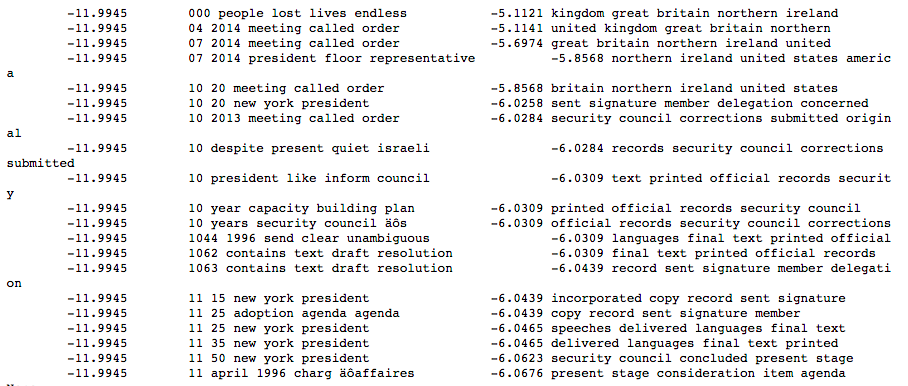 -11.9945 000 people lost lives endless -5.1121 kingdom great britain northern ireland
-11.9945 04 2014 meeting called order -5.1141 united kingdom great britain northern
-11.9945 07 2014 meeting called order -5.6974 great britain northern ireland united
-11.9945 07 2014 president floor representative -5.8568 northern ireland united states americ
a
-11.9945 10 20 meeting called order -5.8568 britain northern ireland united states
-11.9945 10 20 new york president -6.0258 sent signature member delegation concerned
-11.9945 10 2013 meeting called order -6.0284 security council corrections submitted origin
al
-11.9945 10 despite present quiet israeli -6.0284 records security council corrections
submitted
-11.9945 10 president like inform council -6.0309 text printed official records securit
y
-11.9945 10 year capacity building plan -6.0309 printed official records security council
-11.9945 10 years security council äôs -6.0309 official records security council corrections
-11.9945 1044 1996 send clear unambiguous -6.0309 languages final text printed official
-11.9945 1062 contains text draft resolution -6.0309 final text printed official records
-11.9945 1063 contains text draft resolution -6.0439 record sent signature member delegati
on
-11.9945 11 15 new york president -6.0439 incorporated copy record sent signature
-11.9945 11 25 adoption agenda agenda -6.0439 copy record sent signature member
-11.9945 11 25 new york president -6.0465 speeches delivered languages final text
-11.9945 11 35 new york president -6.0465 delivered languages final text printed
-11.9945 11 50 new york president -6.0623 security council concluded present stage
-11.9945 11 april 1996 charg äôaffaires -6.0676 present stage consideration item agenda